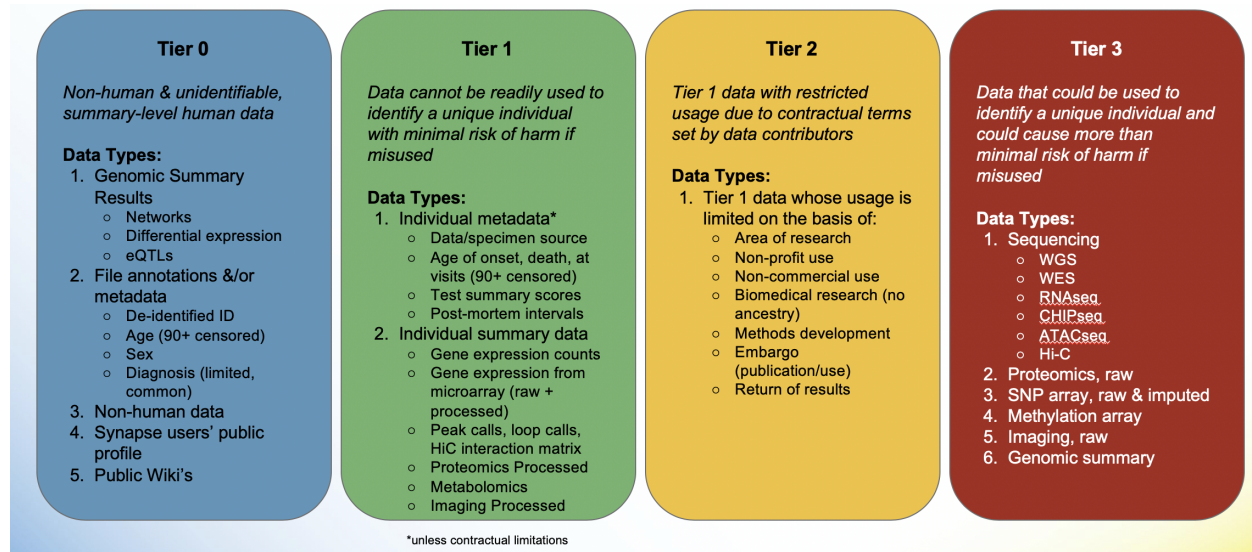 Tier 0
Non-human & unidentifiable,
summary-level human data
Data Types:
1. Genomic Summary
Results
○ Networks
○ Differential expression
○ eQTLs
2. File annotations &/or
metadata
○ De-identified ID
○ Age (90+ censored)
○ Sex
○ Diagnosis (limited,
common)
3. Non-human data
4. Synapse users' public
profile
5. Public Wiki's
Tier 1
Data cannot be readily used to
identify a unique individual
with minimal risk of harm if
misused
Data Types:
1. Individual metadata*
○ Data/specimen source
○ Age of onset, death, at
visits (90+ censored)
○ Test summary scores
○ Post-mortem intervals
2. Individual summary data
○ Gene expression counts
○ Gene expression from
microarray (raw +
processed)
○ Peak calls, loop calls,
HiC interaction matrix
○ Proteomics Processed
○ Metabolomics
○ Imaging Processed
Tier 2
Tier 1 data with restricted
usage due to contractual terms
set by data contributors
Data Types:
1. Tier 1 data whose usage is
limited on the basis of:
○ Area of research
○ Non-profit use
○ Non-commercial use
○ Biomedical research (no
ancestry)
○ Methods development
○ Embargo
(publication/use)
○ Return of results
Tier 3
Data that could be used to
identify a unique individual and
could cause more than
minimal risk of harm if
misused
Data Types:
1. Sequencing
○ WGS
○ WES
○ RNAseq
○ CHIPseq
○ ATACseq
○ Hi-C
2. Proteomics, raw
3. SNP array, raw & imputed
4. Methylation array
5. Imaging, raw
6. Genomic summary
*unless contractual limitations